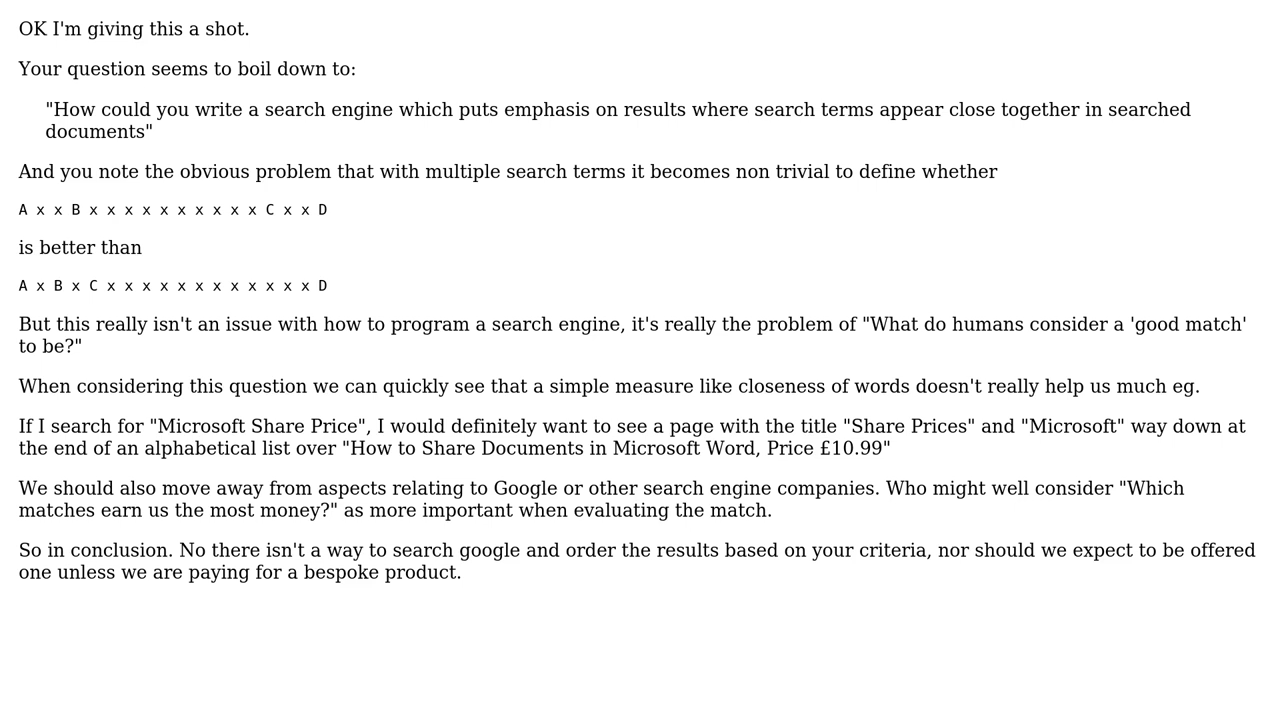 OK I'm giving this a shot.
Your question seems to boil down to:
"How could you write a search engine which puts emphasis on results where search terms appear close together in searched
documents"
And you note the obvious problem that with multiple search terms it becomes non trivial to define whether
A x x B x x x x x x x x x x C x x D
is better than
A x B x C x x x x x x x x x x x x D
But this really isn't an issue with how to program a search engine, it's really the problem of "What do humans consider a 'good match'
to be?"
When considering this question we can quickly see that a simple measure like closeness of words doesn't really help us much eg.
If I search for "Microsoft Share Price", I would definitely want to see a page with the title "Share Prices" and "Microsoft" way down at
the end of an alphabetical list over "How to Share Documents in Microsoft Word, Price £10.99"
We should also move away from aspects relating to Google or other search engine companies. Who might well consider "Which
matches earn us the most money?" as more important when evaluating the match.
So in conclusion. No there isn't a way to search google and order the results based on your criteria, nor should we expect to be offered
one unless we are paying for a bespoke product.